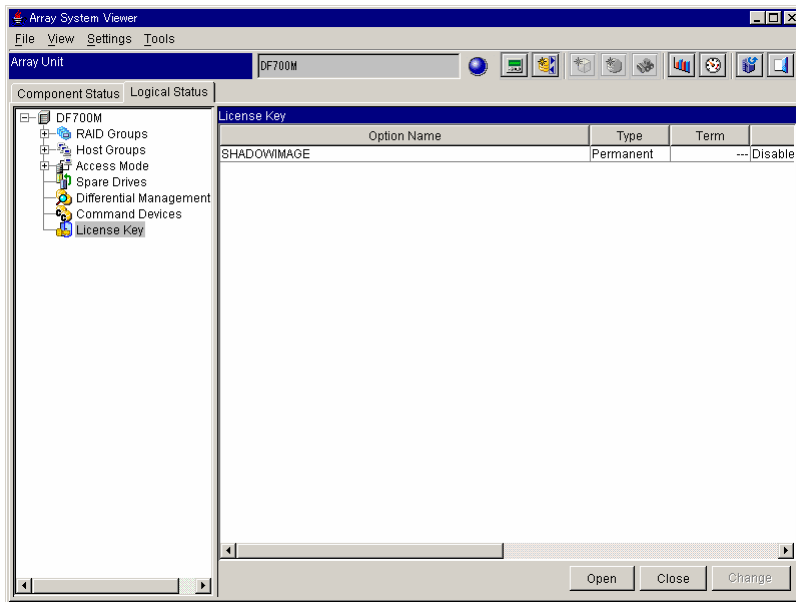 Array System Viewer
File View Settings Tools
Array Unit DF700M
Component Status Logical Status
DF700M
RAID Groups
Host Groups
Access Mode
Spare Drives
Differential Management
Command Devices
License Key
License Key
Option Name Type Term
SHADOWIMAGE Permanent --- Disable
Open Close Change